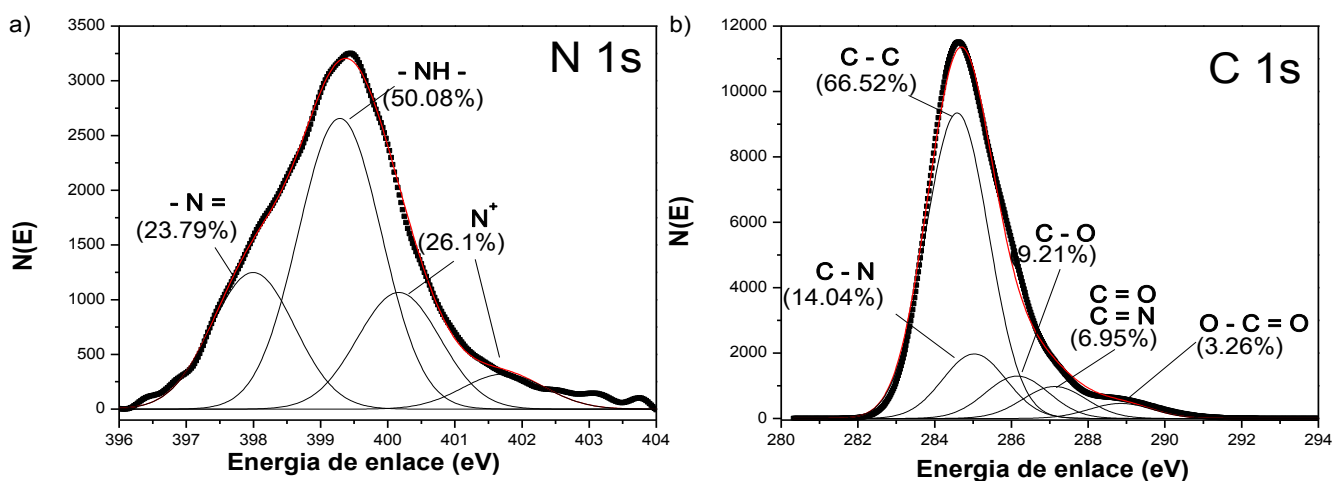 a)
N 1s
- NH -
(50.08%)
- N =
(23.79%)
N+
(26.1%)
N(E)
3500
3000
2500
2000
1500
1000
500
0
396 397 398 399 400 401 402 403 404
Energia de enlace (eV)
b)
C 1s
C - C
(66.52%)
C - N
(14.04%)
C - O
(9.21%)
C = O
C = N
(6.95%)
O - C = O
(3.26%)
N(E)
12000
10000
8000
6000
4000
2000
0
280 282 284 286 288 290 292 294
Energia de enlace (eV)